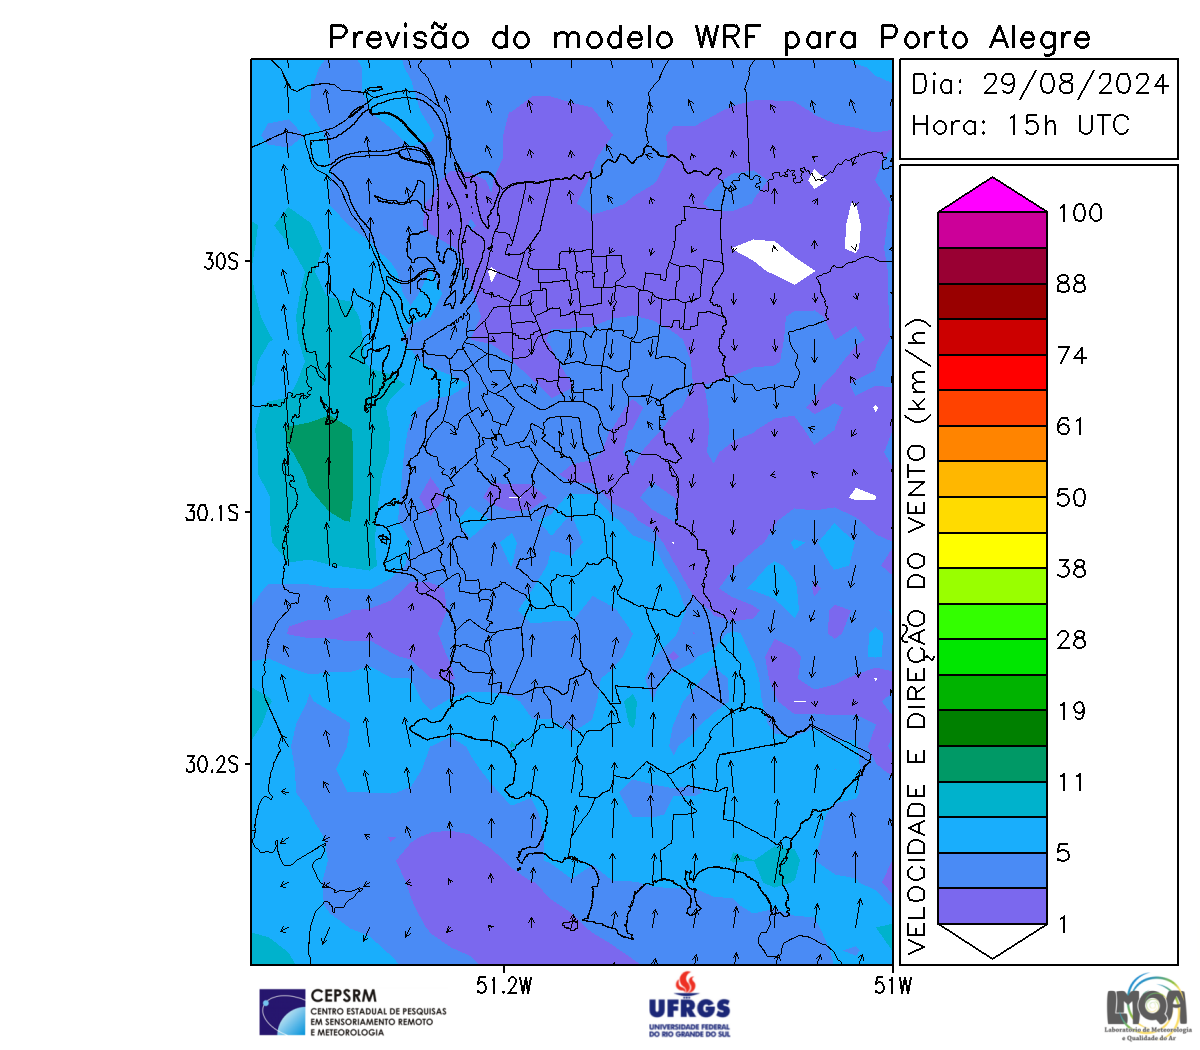 Previsão do modelo WRF para Porto Alegre
Dia: 29/08/2024
Hora: 15h UTC
30S
30.1S
30.2S
51.2W
51W
VELOCIDADE E DIREÇÃO DO VENTO (km/h)
100
88
74
61
50
38
28
19
11
5
1
CEPSRM
CENTRO ESTADUAL DE PESQUISAS
EM SENSORIAMENTO REMOTO
E METEOROLOGIA
UFRGS
UNIVERSIDADE FEDERAL
DO RIO GRANDE DO SUL
LMQA
Laboratório de Meteorologia
e Qualidade do Ar